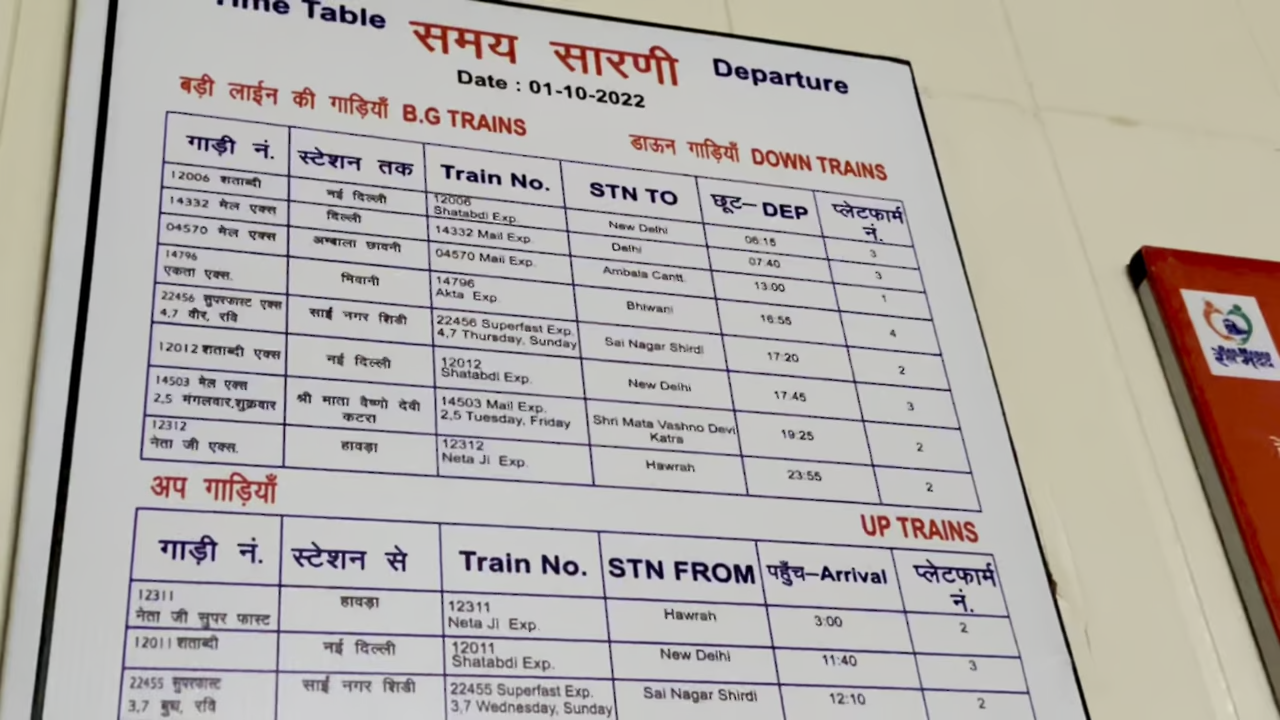 Time Table समय सारणी Departure
Date : 01-10-2022
बड़ी लाईन की गाड़ियाँ B.G TRAINS डाऊन गाड़ियाँ DOWN TRAINS
गाड़ी नं. स्टेशन तक Train No. STN TO छूट– DEP प्लेटफार्म नं.
12006 शताब्दी नई दिल्ली 12006 Shatabdi Exp. New Delhi 06:15 3
14332 मेल एक्स दिल्ली 14332 Mail Exp. Delhi 07:40 3
04570 मेल एक्स अम्बाला छावनी 04570 Mail Exp. Ambala Cantt. 13:00 1
14796 एकता एक्स. भिवानी 14796 Akta Exp. Bhiwani 16:55 4
22456 सुपरफास्ट एक्स 4,7 वीर, रवि साईं नगर शिडी 22456 Superfast Exp. 4,7 Thursday, Sunday Sai Nagar Shirdi 17:20 2
12012 शताब्दी एक्स नई दिल्ली 12012 Shatabdi Exp. New Delhi 17:45 3
14503 मेल एक्स 2,5 मंगलवार,शुक्रवार श्री माता वैष्णो देवी कटरा 14503 Mail Exp. 2,5 Tuesday, Friday Shri Mata Vashno Devi Katra 19:25 2
12312 नेता जी एक्स. हावड़ा 12312 Neta Ji Exp. Hawrah 23:55 2
अप गाड़ियाँ UP TRAINS
गाड़ी नं. स्टेशन से Train No. STN FROM पहुँच–Arrival प्लेटफार्म नं.
12311 नेता जी सुपर फास्ट हावड़ा 12311 Neta Ji Exp. Hawrah 3:00 2
12011 शताब्दी नई दिल्ली 12011 Shatabdi Exp. New Delhi 11:40 3
22455 सुपरफास्ट 3,7 बुध, रवि साईं नगर शिडी 22455 Superfast Exp. 3,7 Wednesday, Sunday Sai Nagar Shirdi 12:10 2